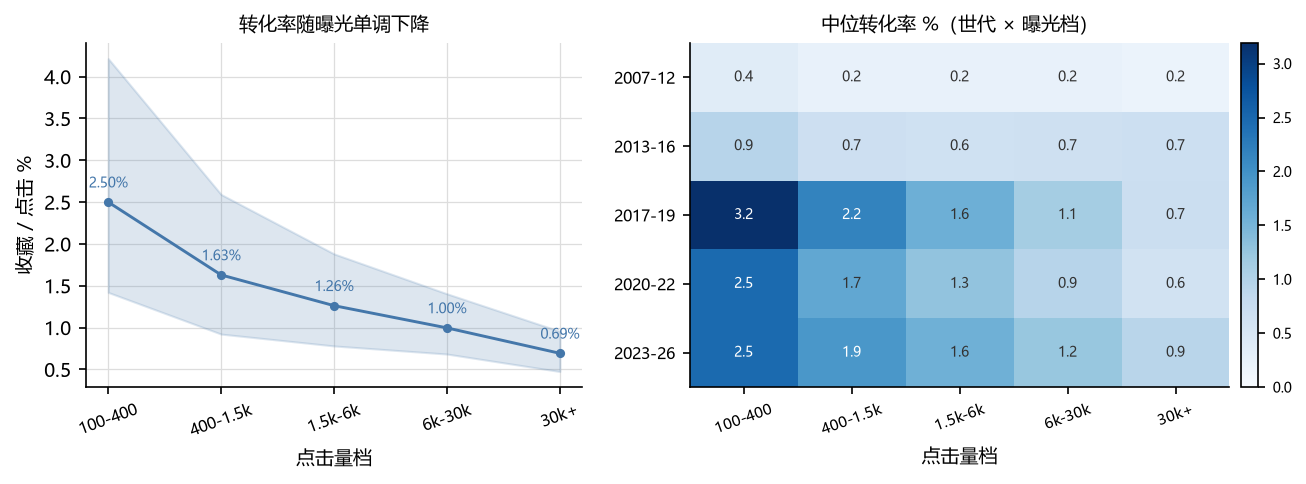 转化率随曝光单调下降
收藏 / 点击 %
4.0
3.5
3.0
2.5
2.0
1.5
1.0
0.5
2.50%
1.63%
1.26%
1.00%
0.69%
100-400
400-1.5k
1.5k-6k
6k-30k
30k+
点击量档
中位转化率 % (世代 × 曝光档)
2007-12 0.4 0.2 0.2 0.2 0.2
2013-16 0.9 0.7 0.6 0.7 0.7
2017-19 3.2 2.2 1.6 1.1 0.7
2020-22 2.5 1.7 1.3 0.9 0.6
2023-26 2.5 1.9 1.6 1.2 0.9
100-400
400-1.5k
1.5k-6k
6k-30k
30k+
点击量档
3.0
2.5
2.0
1.5
1.0
0.5
0.0